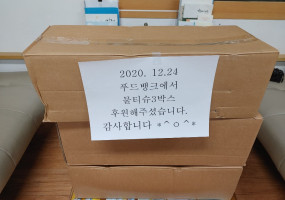 2020. 12.24
푸드뱅크에서
물티슈3박스
후원해주셨습니다.
감사합니다 *^ㅇ^*